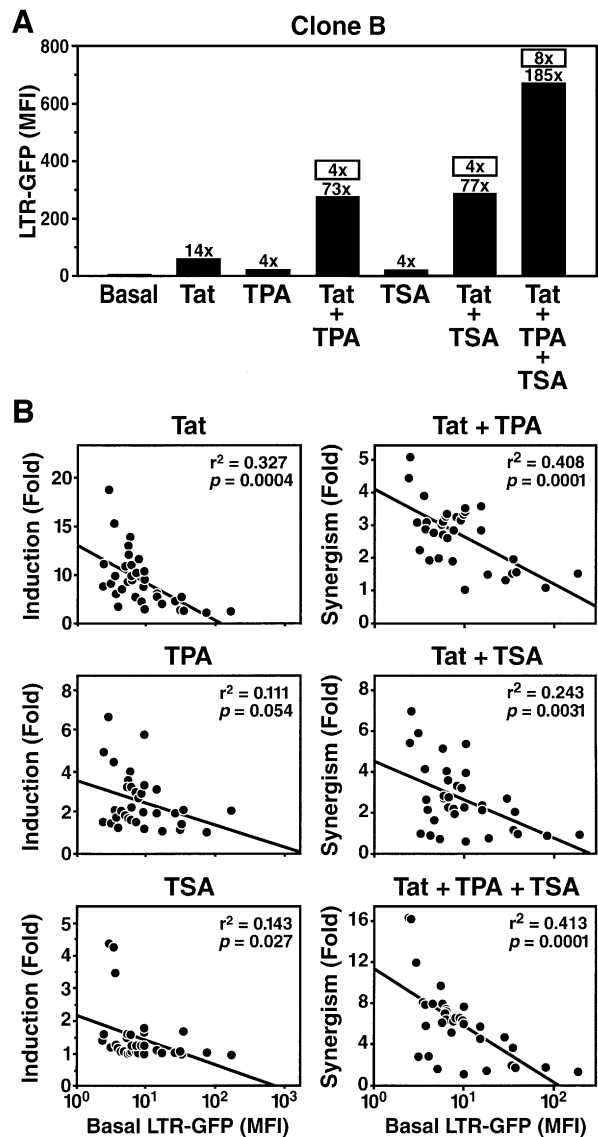 A
Clone B
LTR-GFP (MFI)
800
600
400
200
0
14x
4x
4x
73x
4x
4x
77x
8x
185x
Basal
Tat
TPA
Tat + TPA
TSA
Tat + TSA
Tat + TPA + TSA
B
Tat
r² = 0.327
p = 0.0004
Induction (Fold)
20
15
10
0
Tat + TPA
r² = 0.408
p = 0.0001
Synergism (Fold)
5
4
3
2
1
0
TPA
r² = 0.111
p = 0.054
Induction (Fold)
8
6
4
2
0
Tat + TSA
r² = 0.243
p = 0.0031
Synergism (Fold)
8
6
4
2
0
TSA
r² = 0.143
p = 0.027
Induction (Fold)
5
4
3
2
1
0
10⁰ 10¹ 10² 10³
Basal LTR-GFP (MFI)
Tat + TPA + TSA
r² = 0.413
p = 0.0001
Synergism (Fold)
16
12
8
4
0
10⁰ 10¹ 10²
Basal LTR-GFP (MFI)